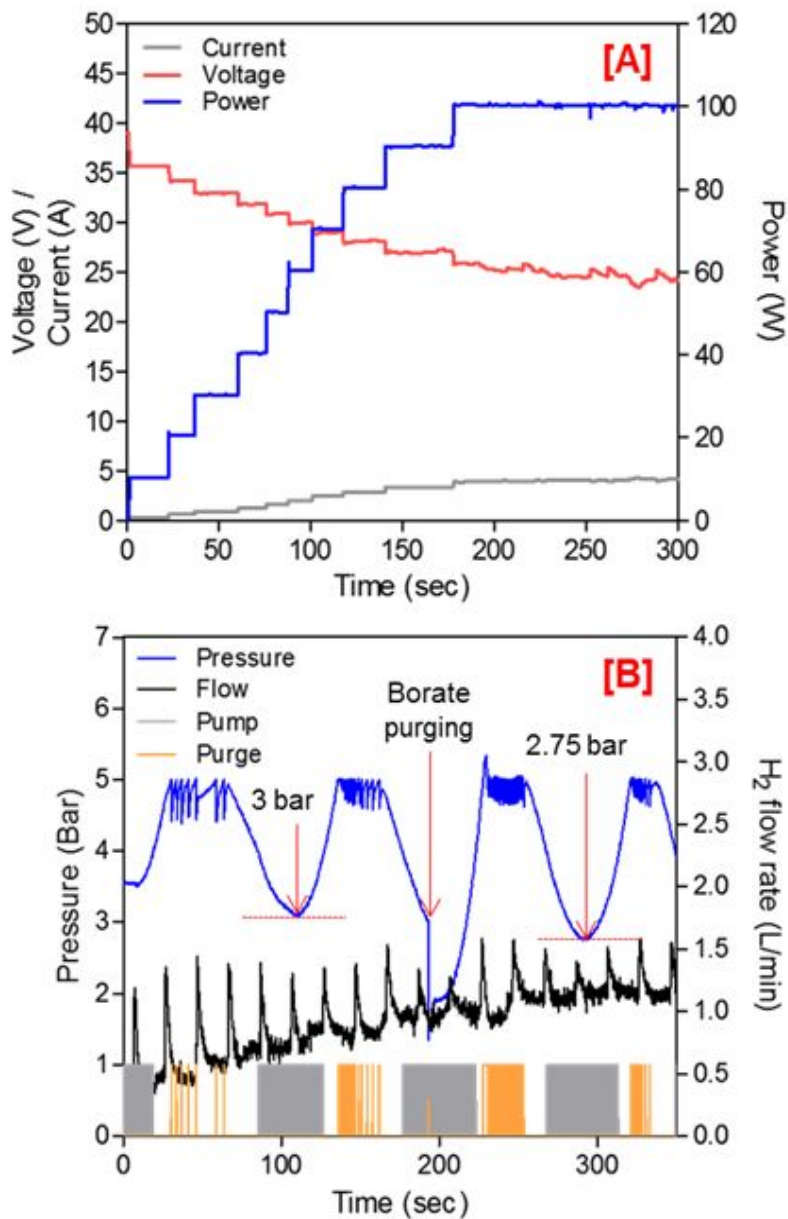 [A]
Current
Voltage
Power
50
45
40
35
30
25
20
15
10
5
0
Voltage (V) /
Current (A)
120
100
80
60
40
20
0
Power (W)
0 50 100 150 200 250 300
Time (sec)
[B]
Pressure
Flow
Pump
Purge
Borate
purging
3 bar
2.75 bar
7
6
5
4
3
2
1
0
Pressure (Bar)
4.0
3.5
3.0
2.5
2.0
1.5
1.0
0.5
0.0
H₂ flow rate (L/min)
0 100 200 300
Time (sec)